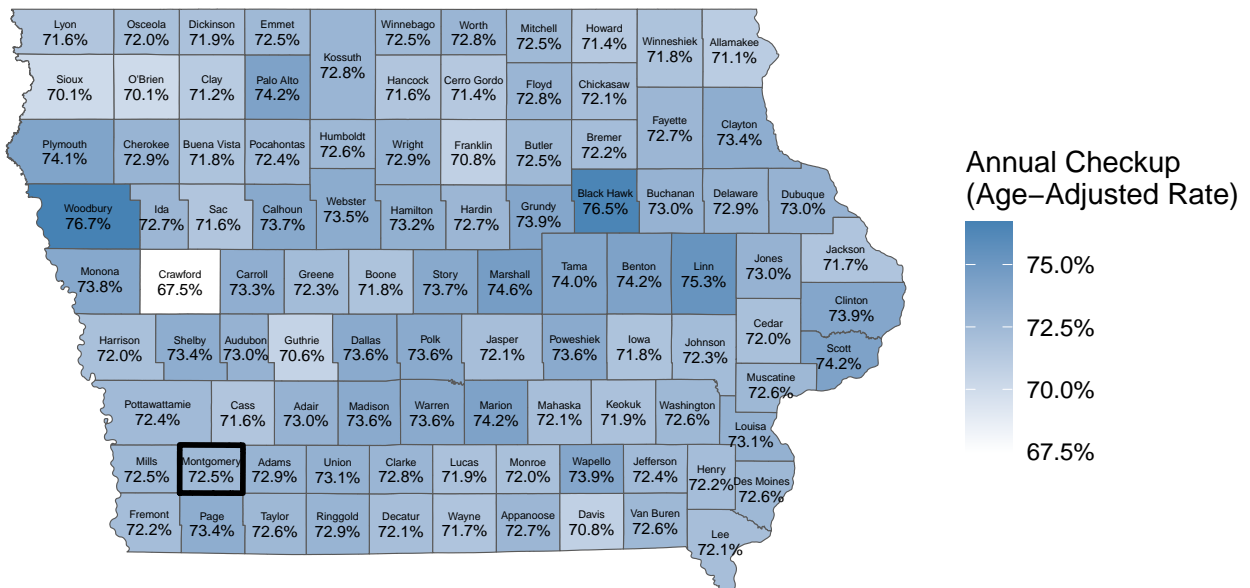 Lyon
71.6%
Osceola
72.0%
Dickinson
71.9%
Emmet
72.5%
Winnebago
72.5%
Worth
72.8%
Mitchell
72.5%
Howard
71.4%
Winneshiek
71.8%
Allamakee
71.1%
Kossuth
72.8%
Sioux
70.1%
O'Brien
70.1%
Clay
71.2%
Palo Alto
74.2%
Hancock
71.6%
Cerro Gordo
71.4%
Floyd
72.8%
Chickasaw
72.1%
Fayette
72.7%
Clayton
73.4%
Plymouth
74.1%
Cherokee
72.9%
Buena Vista
71.8%
Pocahontas
72.4%
Humboldt
72.6%
Wright
72.9%
Franklin
70.8%
Butler
72.5%
Bremer
72.2%
Woodbury
76.7%
Ida
72.7%
Sac
71.6%
Calhoun
73.7%
Webster
73.5%
Hamilton
73.2%
Hardin
72.7%
Grundy
73.9%
Black Hawk
76.5%
Buchanan
73.0%
Delaware
72.9%
Dubuque
73.0%
Monona
73.8%
Crawford
67.5%
Carroll
73.3%
Greene
72.3%
Boone
71.8%
Story
73.7%
Marshall
74.6%
Tama
74.0%
Benton
74.2%
Linn
75.3%
Jones
73.0%
Jackson
71.7%
Clinton
73.9%
Harrison
72.0%
Shelby
73.4%
Audubon
73.0%
Guthrie
70.6%
Dallas
73.6%
Polk
73.6%
Jasper
72.1%
Poweshiek
73.6%
Iowa
71.8%
Johnson
72.3%
Cedar
72.0%
Scott
74.2%
Muscatine
72.6%
Pottawattamie
72.4%
Cass
71.6%
Adair
73.0%
Madison
73.6%
Warren
73.6%
Marion
74.2%
Mahaska
72.1%
Keokuk
71.9%
Washington
72.6%
Louisa
73.1%
Mills
72.5%
Montgomery
72.5%
Adams
72.9%
Union
73.1%
Clarke
72.8%
Lucas
71.9%
Monroe
72.0%
Wapello
73.9%
Jefferson
72.4%
Henry
72.2%
Des Moines
72.6%
Fremont
72.2%
Page
73.4%
Taylor
72.6%
Ringgold
72.9%
Decatur
72.1%
Wayne
71.7%
Appanoose
72.7%
Davis
70.8%
Van Buren
72.6%
Lee
72.1%
Annual Checkup
(Age−Adjusted Rate)
75.0%
72.5%
70.0%
67.5%